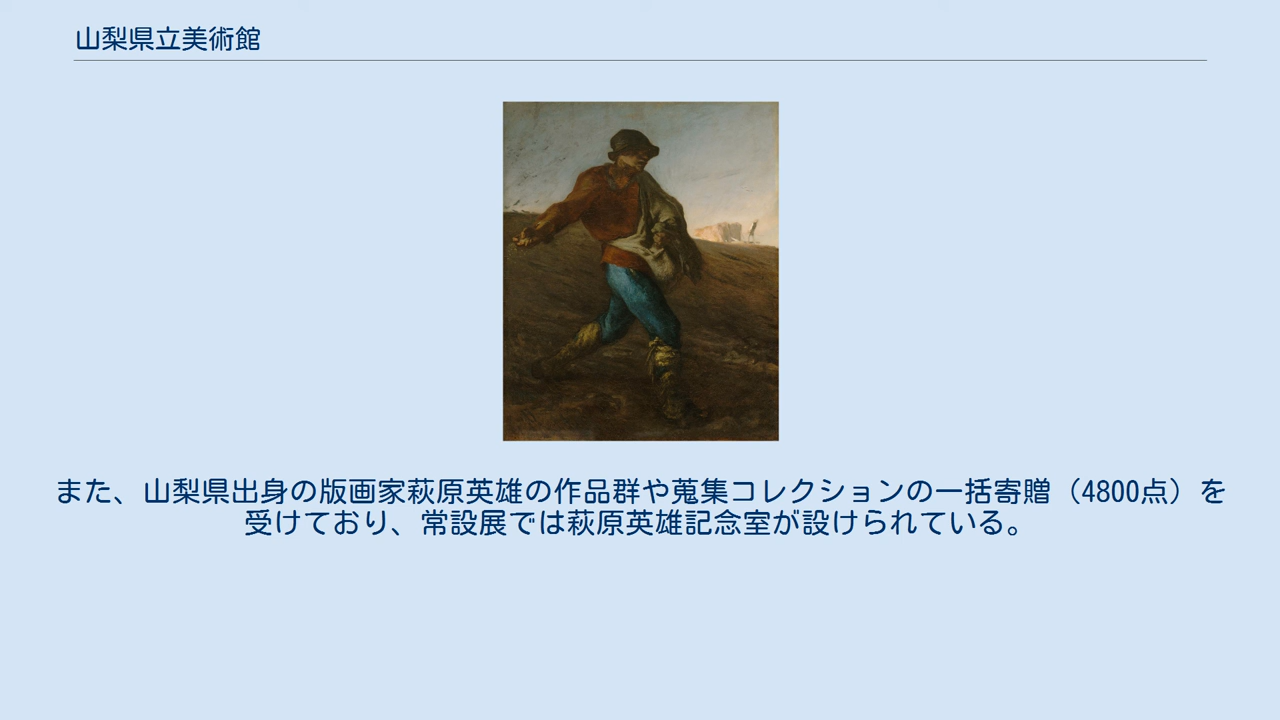 山梨県立美術館
また、山梨県出身の版画家萩原英雄の作品群や蒐集コレクションの一括寄贈（4800点）を
受けており、常設展では萩原英雄記念室が設けられている。